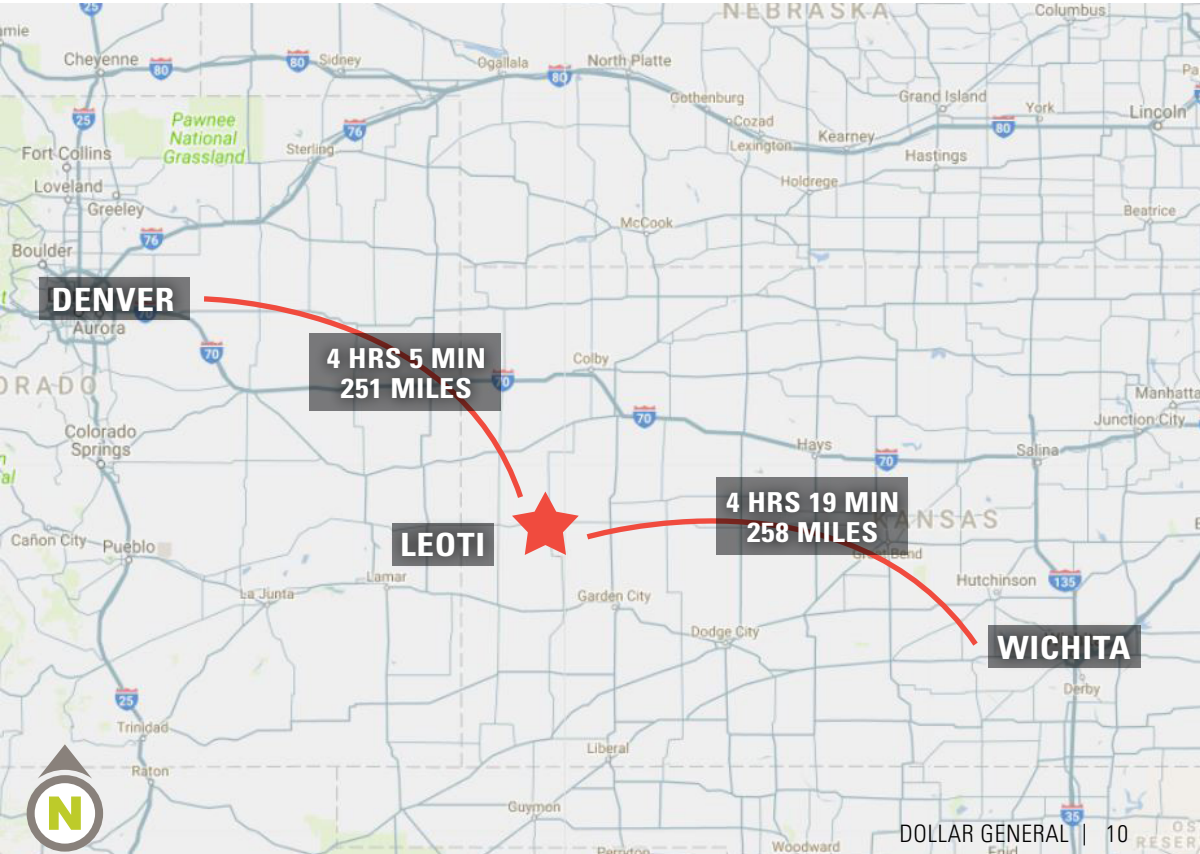 25
NEBRASKA
Columbus
Cheyenne
80
80
Sidney
Ogallala
80
North Platte
Gothenburg
Cozad
Lexington
Kearney
Grand Island
York
80
Lincoln
Hastings
Holdrege
Beatrice
25
Pawnee
National
Grassland
76
Sterling
Fort Collins
Loveland
Greeley
76
Boulder
McCook
DENVER
Aurora
70
4 HRS 5 MIN
251 MILES
70
Colby
70
Hays
70
Salina
Junction City
Colorado
Springs
4 HRS 19 MIN
258 MILES
KANSAS
Great Bend
LEOTI
Cañon City
Pueblo
La Junta
Lamar
Garden City
Dodge City
Hutchinson
135
WICHITA
Derby
25
Trinidad
Raton
Liberal
Guymon
Woodward
35
N
DOLLAR GENERAL | 10